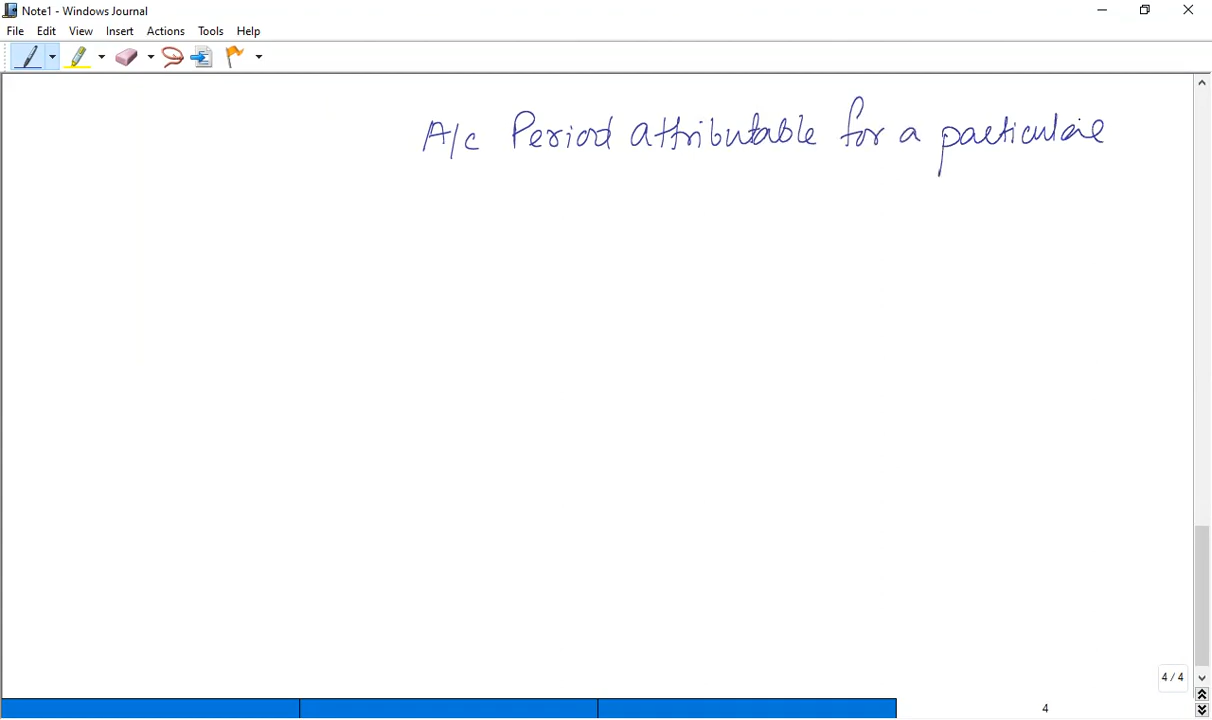 Note1 - Windows Journal
File Edit View Insert Actions Tools Help
A/c Period attributable for a particular
4 / 4
4